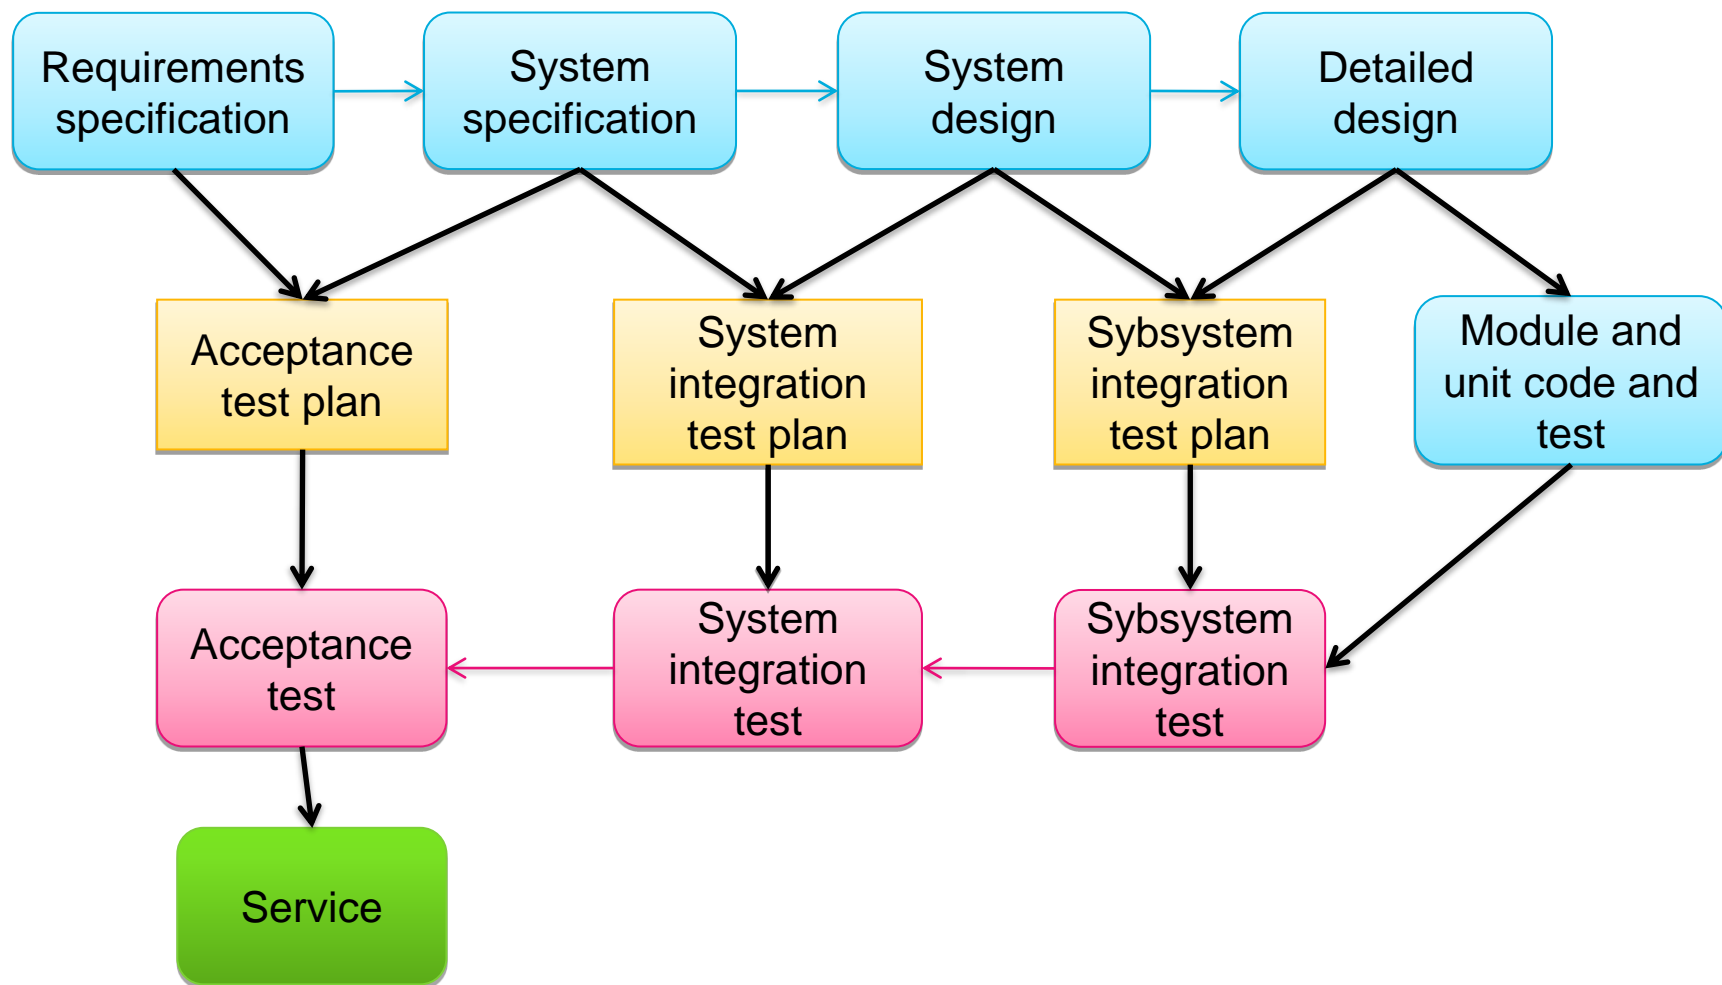 Requirements
specification
System
specification
System
design
Detailed
design
Acceptance
test plan
System
integration
test plan
Sybsystem
integration
test plan
Module and
unit code and
test
Acceptance
test
System
integration
test
Sybsystem
integration
test
Service